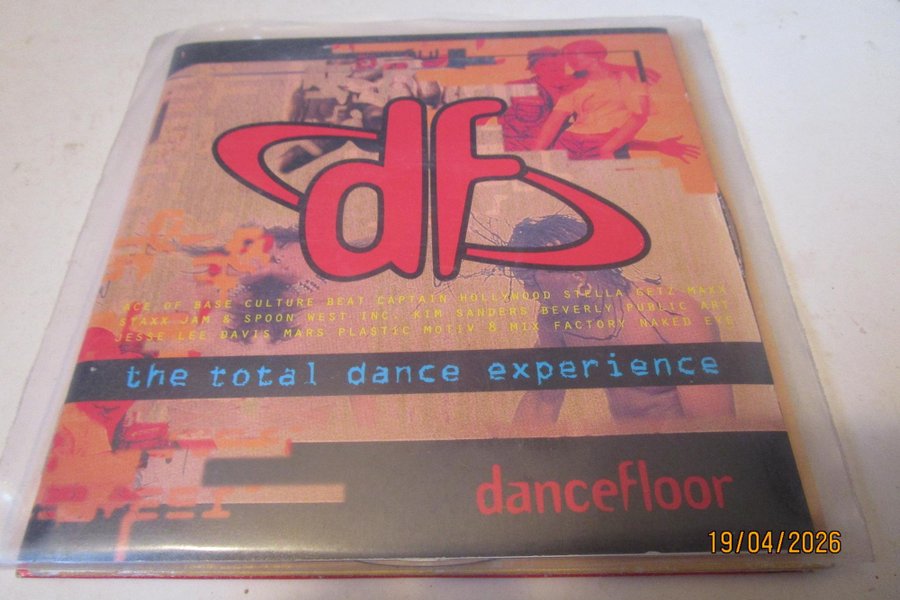 df
ACE OF BASE CULTURE BEAT CAPTAIN HOLLYWOOD STELLA GETZ MAXX
STAXX JAM & SPOON WEST INC. KIM SANDERS BEVERLY PUBLIC ART
JESSE LEE DAVIS MARS PLASTIC MOTIV 8 MIX FACTORY NAKED EYE
the total dance experience
dancefloor
19/04/2026